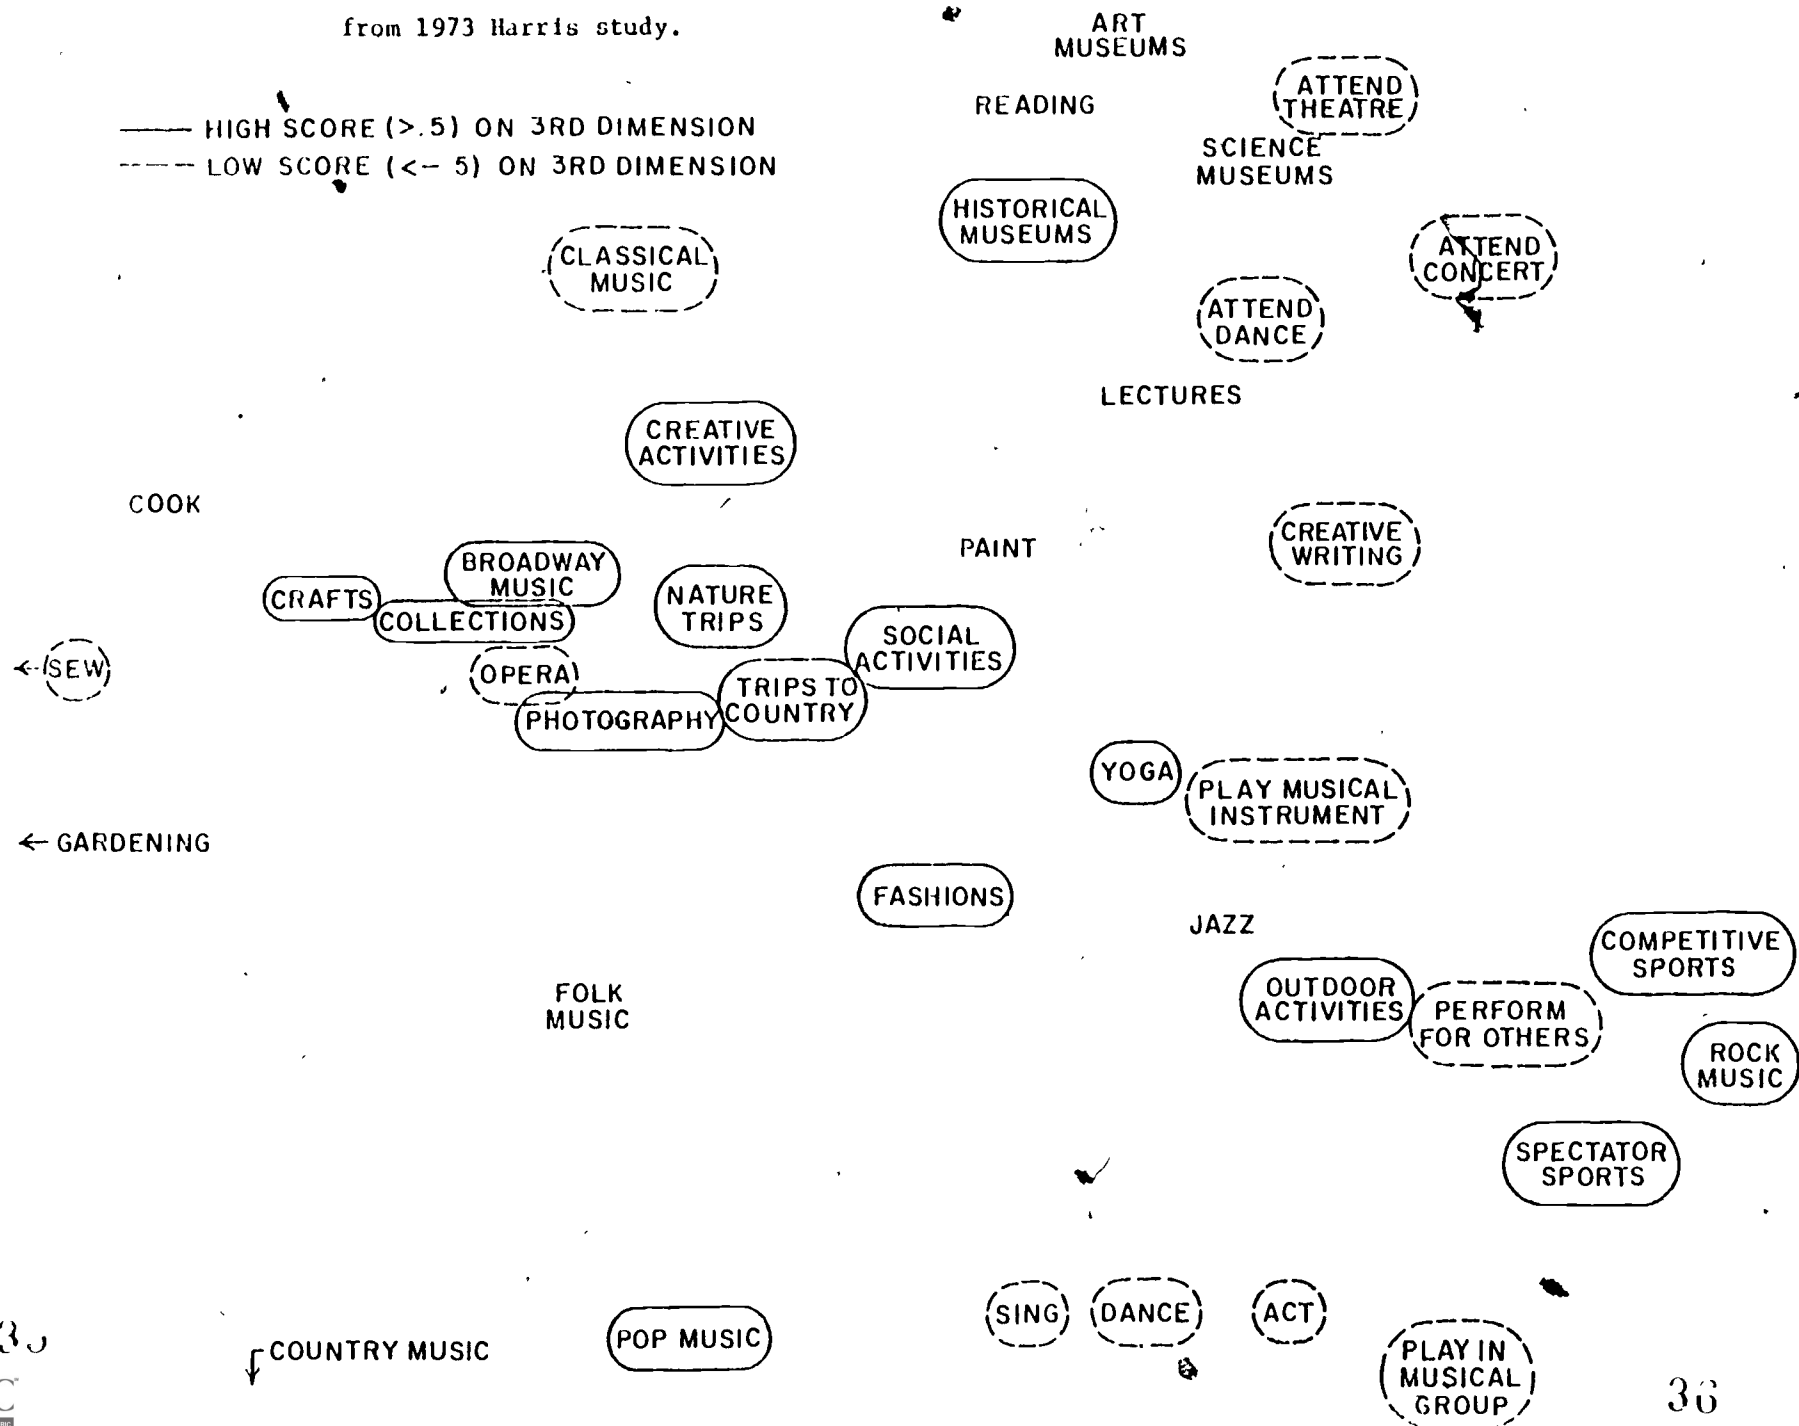 from 1973 Harris study.
HIGH SCORE (>.5) ON 3RD DIMENSION
LOW SCORE (<- 5) ON 3RD DIMENSION
ART
MUSEUMS
READING
ATTEND
THEATRE
SCIENCE
MUSEUMS
HISTORICAL
MUSEUMS
CLASSICAL
MUSIC
ATTEND
CONCERT
ATTEND
DANCE
LECTURES
CREATIVE
ACTIVITIES
COOK
PAINT
CREATIVE
WRITING
BROADWAY
MUSIC
CRAFTS
COLLECTIONS
NATURE
TRIPS
SOCIAL
ACTIVITIES
SEW
OPERA
TRIPS TO
COUNTRY
PHOTOGRAPHY
YOGA
PLAY MUSICAL
INSTRUMENT
GARDENING
FASHIONS
JAZZ
COMPETITIVE
SPORTS
FOLK
MUSIC
OUTDOOR
ACTIVITIES
PERFORM
FOR OTHERS
ROCK
MUSIC
SPECTATOR
SPORTS
SING
DANCE
ACT
COUNTRY MUSIC
POP MUSIC
PLAY IN
MUSICAL
GROUP
36